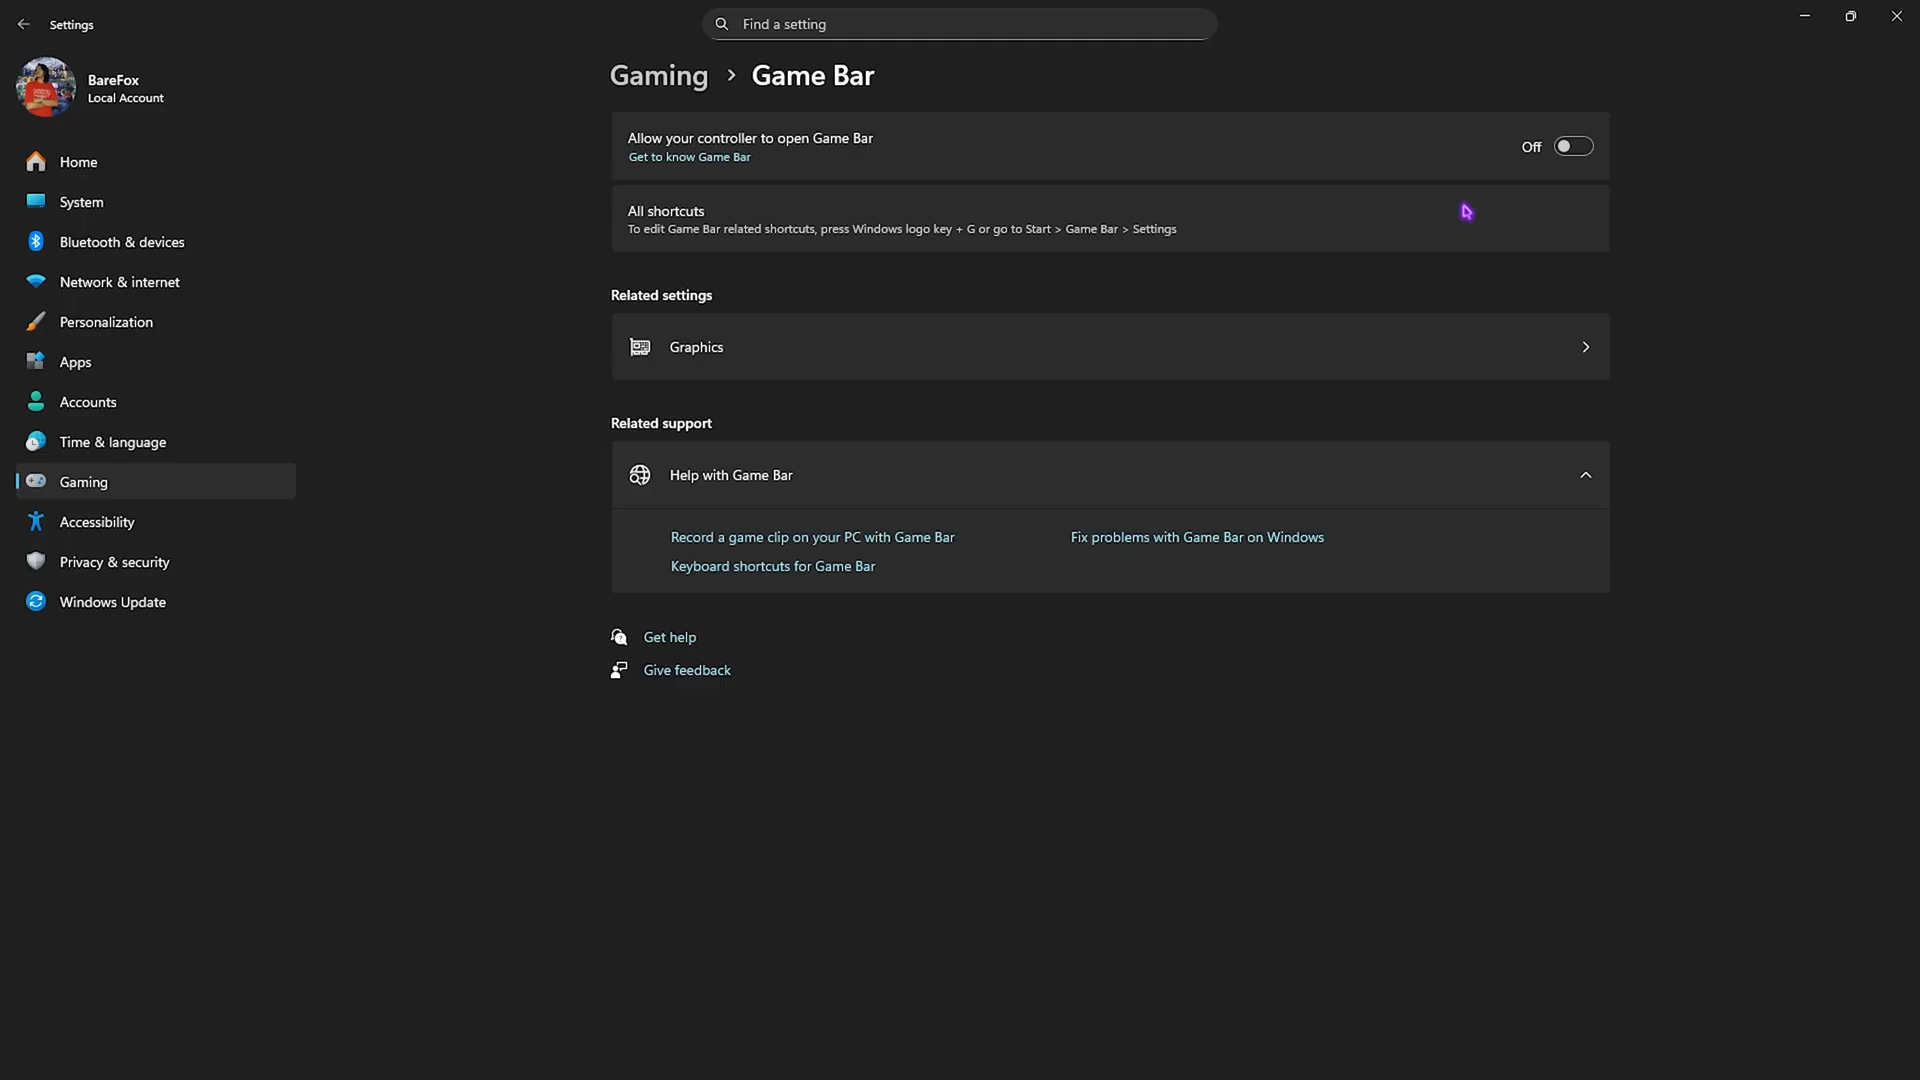 Settings
Find a setting
BareFox
Local Account
Home
System
Bluetooth & devices
Network & internet
Personalization
Apps
Accounts
Time & language
Gaming
Accessibility
Privacy & security
Windows Update
Gaming > Game Bar
Allow your controller to open Game Bar
Get to know Game Bar
Off
All shortcuts
To edit Game Bar related shortcuts, press Windows logo key + G or go to Start > Game Bar > Settings
Related settings
Graphics
Related support
Help with Game Bar
Record a game clip on your PC with Game Bar
Fix problems with Game Bar on Windows
Keyboard shortcuts for Game Bar
Get help
Give feedback